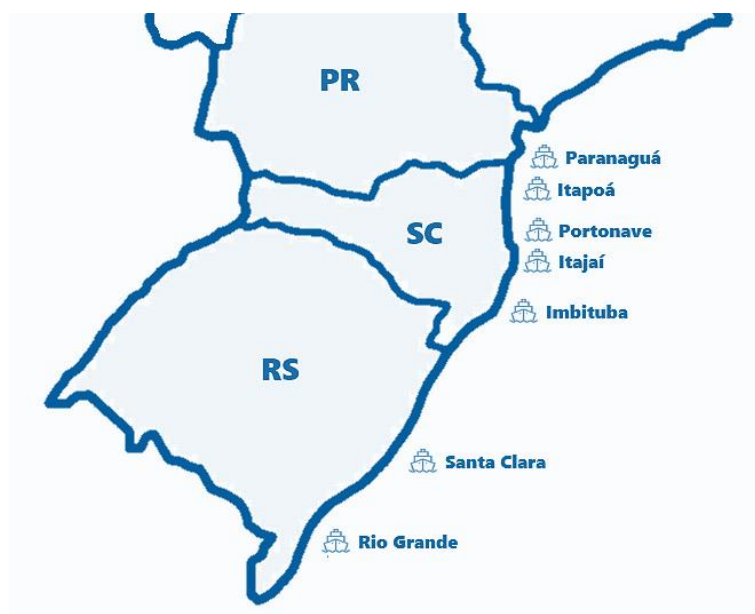 PR
Paranaguá
Itapoá
SC
Portonave
Itajaí
Imbituba
RS
Santa Clara
Rio Grande